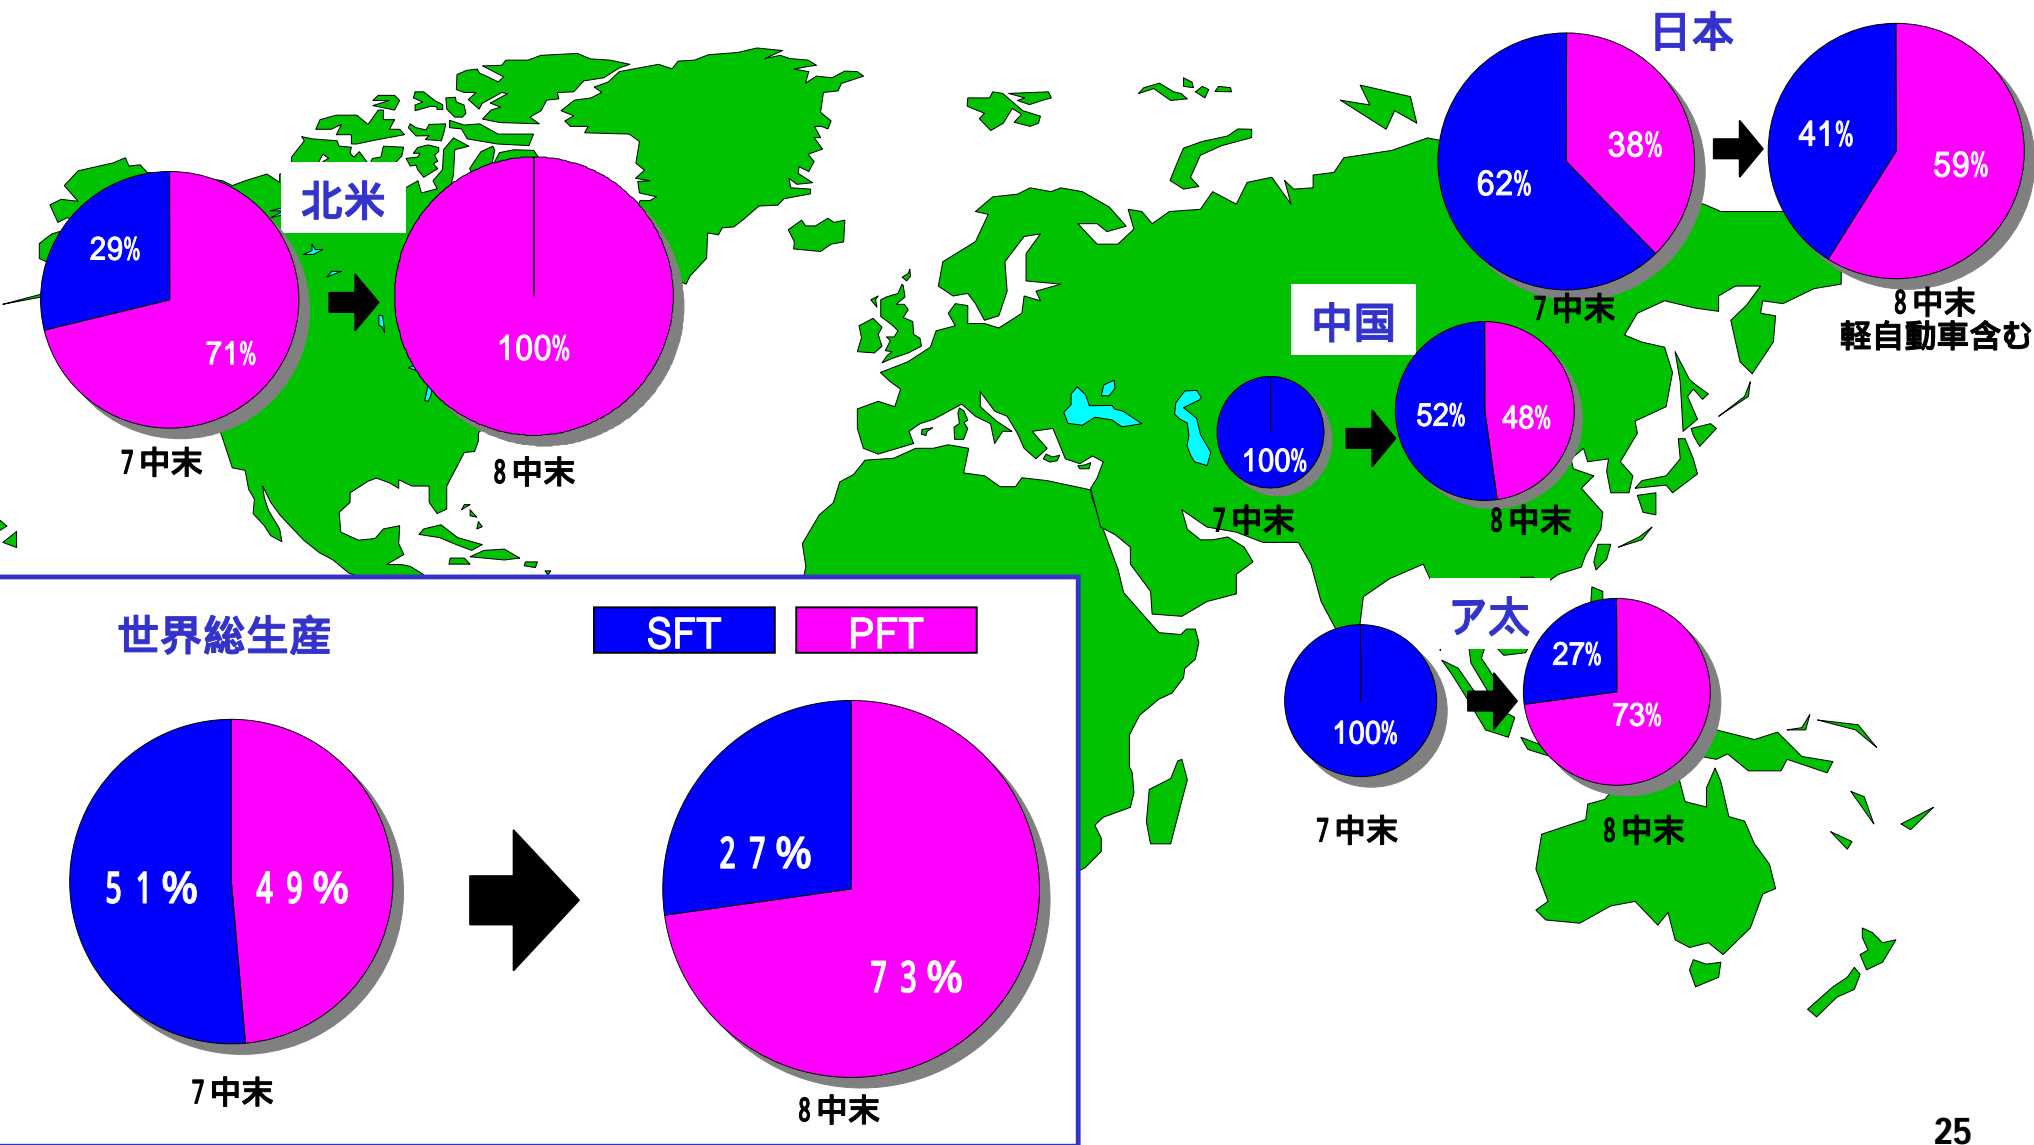 日本
62%
38%
7中末
41%
59%
8中末
軽自動車含む
北米
29%
71%
7中末
100%
8中末
中国
100%
7中末
52%
48%
8中末
ア太
100%
7中末
27%
73%
8中末
世界総生産
SFT
PFT
51%
49%
7中末
27%
73%
8中末
25